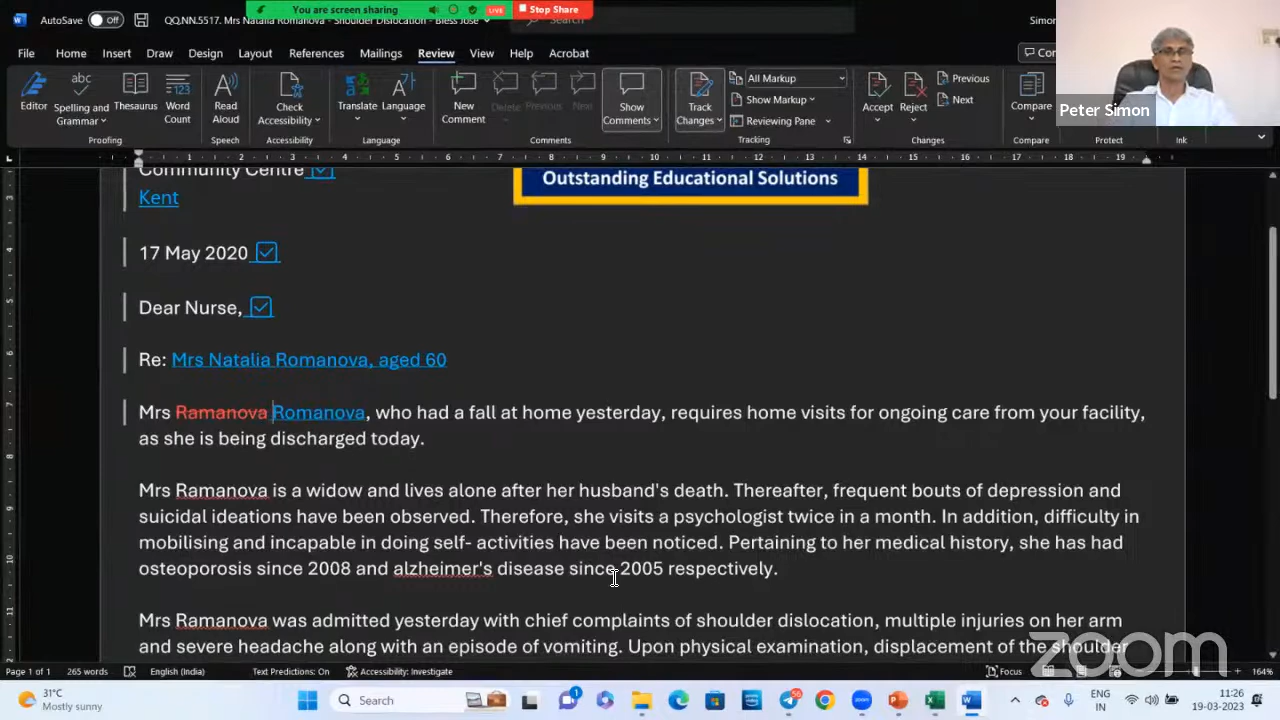 AutoSave Off QQ.NN.5517. Mrs Natalia Romanova - Shoulder Dislocation - Bless Jose
You are screen sharing LIVE Stop Share
Search
File Home Insert Draw Design Layout References Mailings Review View Help Acrobat
Editor Spelling and Grammar Thesaurus Word Count Read Aloud Check Accessibility Translate Language New Comment Delete Previous Next Show Comments Track Changes All Markup Show Markup Reviewing Pane Accept Reject Previous Next Compare
Proofing Speech Accessibility Language Comments Tracking Changes Compare Protect Ink
Peter Simon
Community Centre
Kent
Outstanding Educational Solutions
17 May 2020
Dear Nurse,
Re: Mrs Natalia Romanova, aged 60
Mrs Ramanova Romanova, who had a fall at home yesterday, requires home visits for ongoing care from your facility,
as she is being discharged today.
Mrs Ramanova is a widow and lives alone after her husband's death. Thereafter, frequent bouts of depression and
suicidal ideations have been observed. Therefore, she visits a psychologist twice in a month. In addition, difficulty in
mobilising and incapable in doing self- activities have been noticed. Pertaining to her medical history, she has had
osteoporosis since 2008 and alzheimer's disease since 2005 respectively.
Mrs Ramanova was admitted yesterday with chief complaints of shoulder dislocation, multiple injuries on her arm
and severe headache along with an episode of vomiting. Upon physical examination, displacement of the shoulder
zoom
Page 1 of 1 265 words English (India) Text Predictions: On Accessibility: Investigate Focus 164%
31°C
Mostly sunny
Search
ENG
IN
11:26
19-03-2023